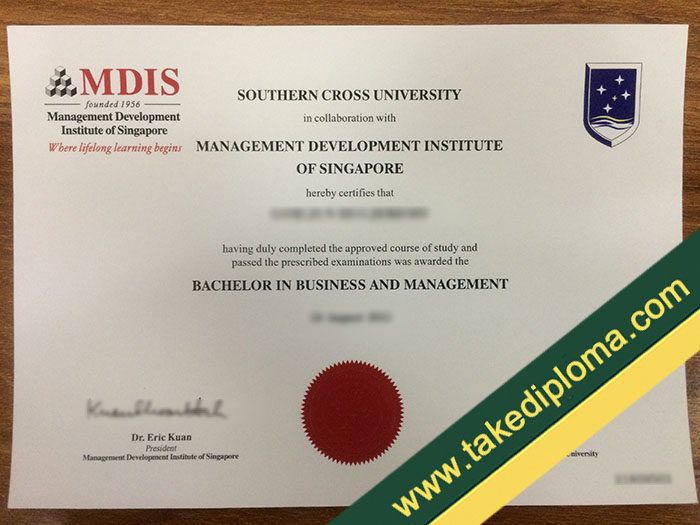 MDIS
founded 1956
Management Development
Institute of Singapore
Where lifelong learning begins
SOUTHERN CROSS UNIVERSITY
in collaboration with
MANAGEMENT DEVELOPMENT INSTITUTE
OF SINGAPORE
hereby certifies that
having duly completed the approved course of study and
passed the prescribed examinations was awarded the
BACHELOR IN BUSINESS AND MANAGEMENT
Dr. Eric Kuan
President
Management Development Institute of Singapore
University
www.takediploma.com